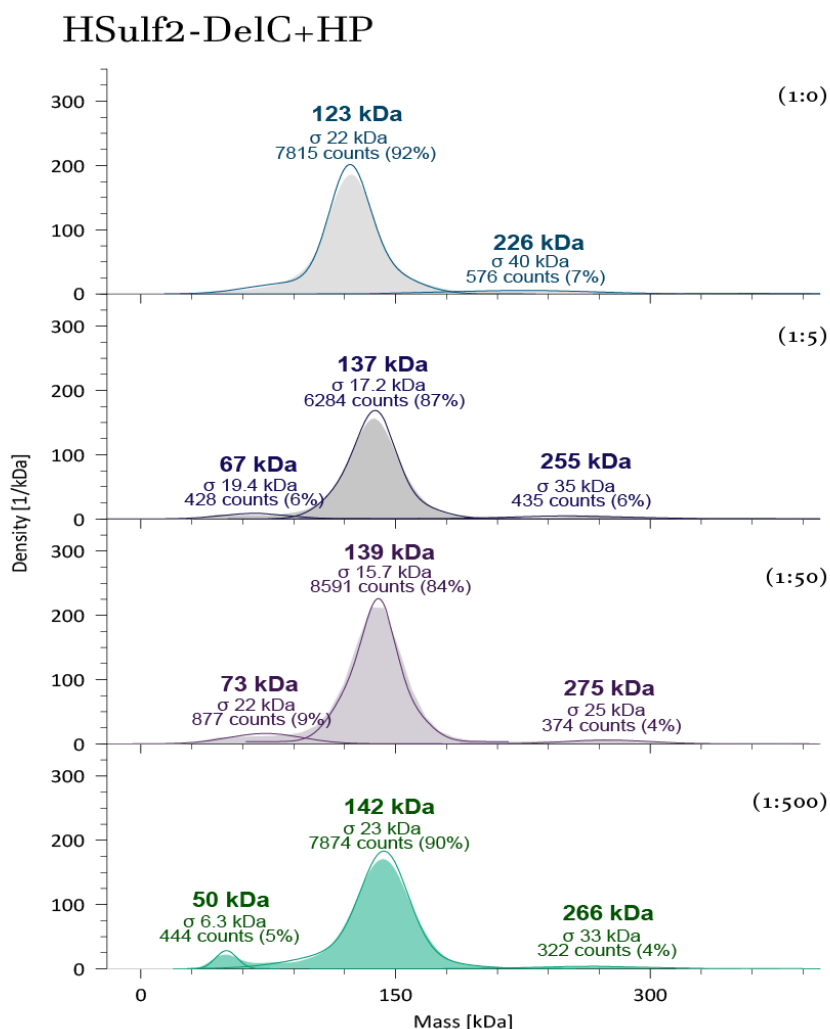 HSulf2-DelC+HP
(1:0)
300
200
100
0
123 kDa
σ 22 kDa
7815 counts (92%)
226 kDa
σ 40 kDa
576 counts (7%)
(1:5)
300
200
100
0
137 kDa
σ 17.2 kDa
6284 counts (87%)
67 kDa
σ 19.4 kDa
428 counts (6%)
255 kDa
σ 35 kDa
435 counts (6%)
Density [1/kDa]
(1:50)
300
200
100
0
139 kDa
σ 15.7 kDa
8591 counts (84%)
73 kDa
σ 22 kDa
877 counts (9%)
275 kDa
σ 25 kDa
374 counts (4%)
(1:500)
300
200
100
0
142 kDa
σ 23 kDa
7874 counts (90%)
50 kDa
σ 6.3 kDa
444 counts (5%)
266 kDa
σ 33 kDa
322 counts (4%)
0 150 300
Mass [kDa]